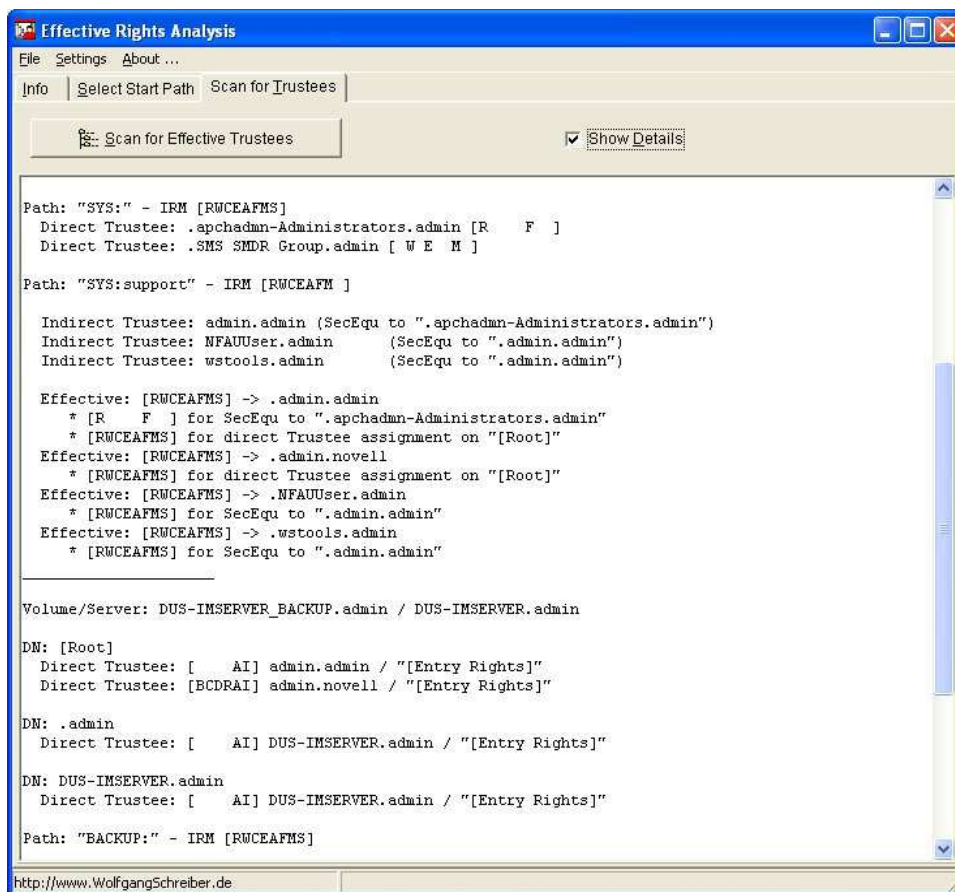 Effective Rights Analysis
File Settings About ...
Info Select Start Path Scan for Trustees
Scan for Effective Trustees Show Details
Path: "SYS:" - IRM [RWCEAFMS]
Direct Trustee: .apchadmn-Administrators.admin [R    F  ]
Direct Trustee: .SMS SMDR Group.admin [ W E  M ]
Path: "SYS:support" - IRM [RWCEAFM ]
Indirect Trustee: admin.admin (SecEqu to ".apchadmn-Administrators.admin")
Indirect Trustee: NFAUUser.admin (SecEqu to ".admin.admin")
Indirect Trustee: wstools.admin (SecEqu to ".admin.admin")
Effective: [RWCEAFMS] -> .admin.admin
* [R    F  ] for SecEqu to ".apchadmn-Administrators.admin"
* [RWCEAFMS] for direct Trustee assignment on "[Root]"
Effective: [RWCEAFMS] -> .admin.novell
* [RWCEAFMS] for direct Trustee assignment on "[Root]"
Effective: [RWCEAFMS] -> .NFAUUser.admin
* [RWCEAFMS] for SecEqu to ".admin.admin"
Effective: [RWCEAFMS] -> .wstools.admin
* [RWCEAFMS] for SecEqu to ".admin.admin"
Volume/Server: DUS-IMSERVER_BACKUP.admin / DUS-IMSERVER.admin
DN: [Root]
Direct Trustee: [    AI] admin.admin / "[Entry Rights]"
Direct Trustee: [BCDRAI] admin.novell / "[Entry Rights]"
DN: .admin
Direct Trustee: [    AI] DUS-IMSERVER.admin / "[Entry Rights]"
DN: DUS-IMSERVER.admin
Direct Trustee: [    AI] DUS-IMSERVER.admin / "[Entry Rights]"
Path: "BACKUP:" - IRM [RWCEAFMS]
http://www.WolfgangSchreiber.de